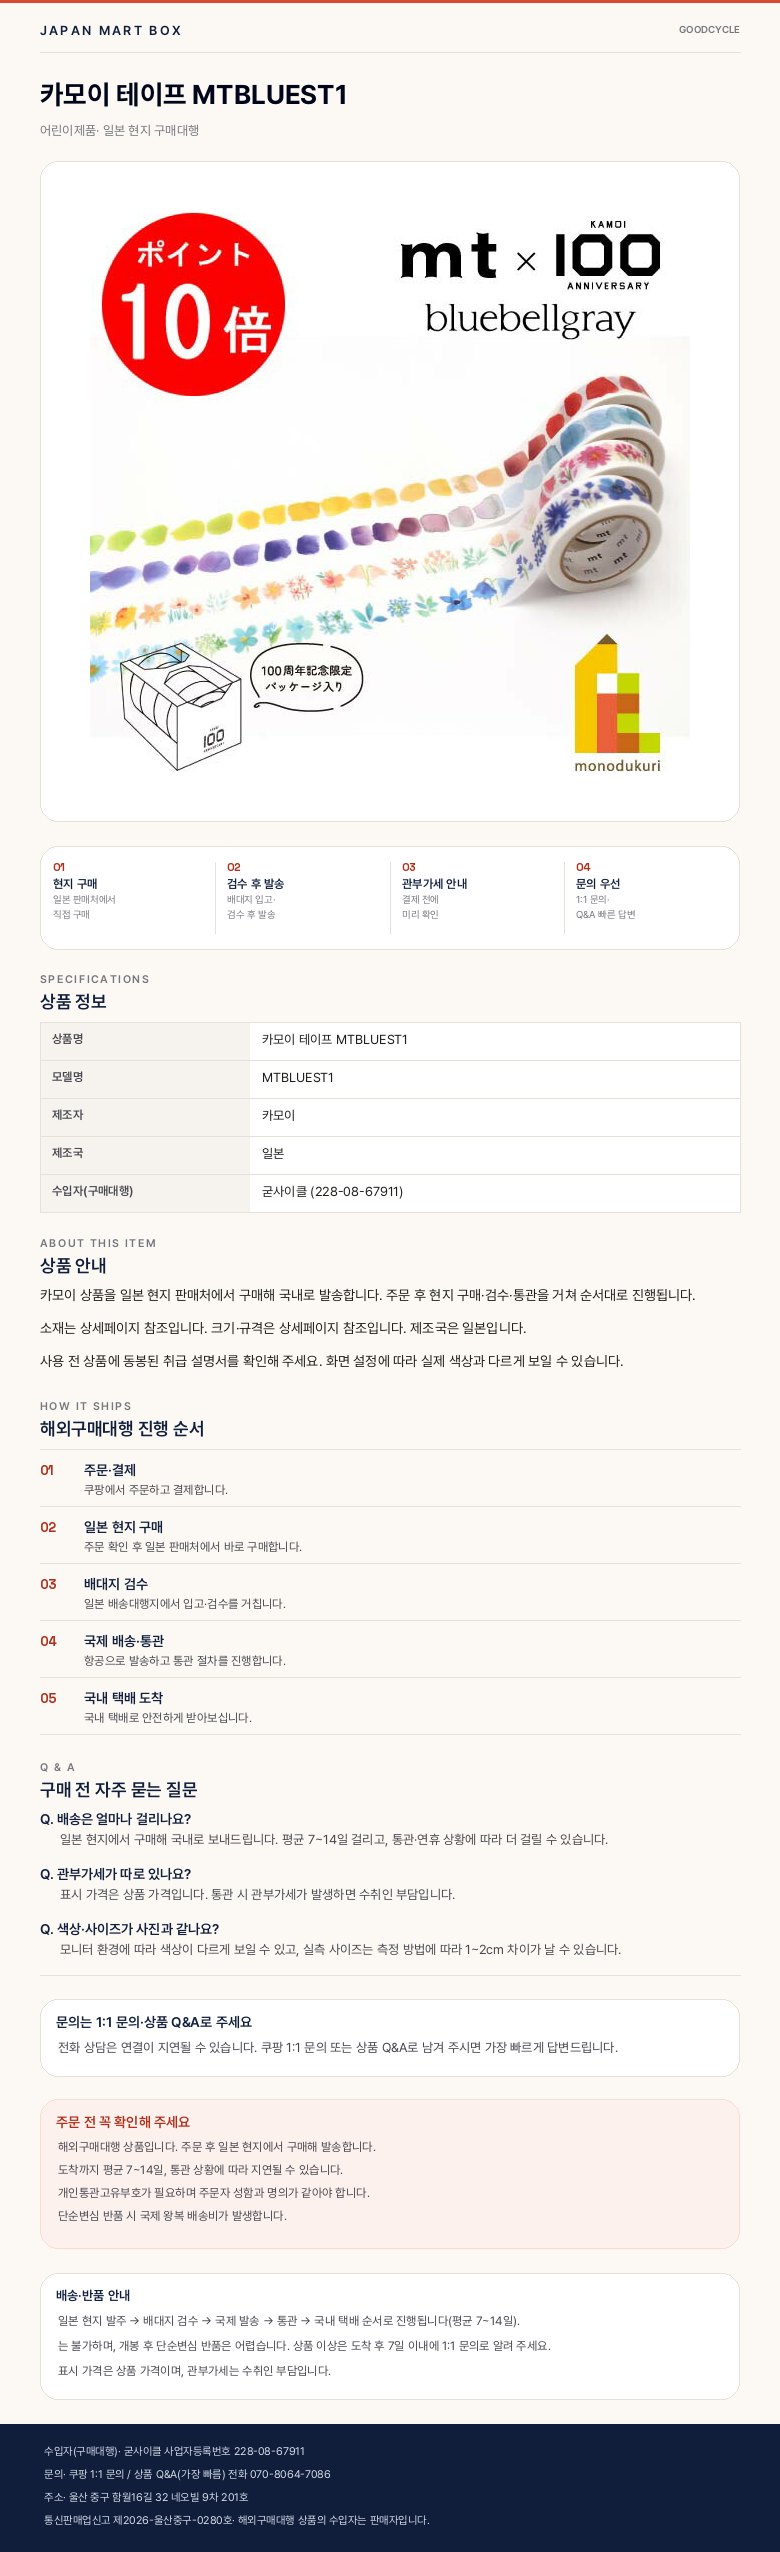 JAPAN MART BOX
GOODCYCLE
카모이 테이프 MTBLUEST1
어린이제품· 일본 현지 구매대행
ポイント
10倍
mt × KAMOI 100 ANNIVERSARY
bluebellgray
mt
mt
mt
100周年記念限定
パッケージ入り
KAMOI
100
ANNIVERSARY
monodukuri
01
현지 구매
일본 판매처에서
직접 구매
02
검수 후 발송
배대지 입고·
검수 후 발송
03
관부가세 안내
결제 전에
미리 확인
04
문의 우선
1:1 문의·
Q&A 빠른 답변
SPECIFICATIONS
상품 정보
상품명 카모이 테이프 MTBLUEST1
모델명 MTBLUEST1
제조자 카모이
제조국 일본
수입자(구매대행) 굳사이클 (228-08-67911)
ABOUT THIS ITEM
상품 안내
카모이 상품을 일본 현지 판매처에서 구매해 국내로 발송합니다. 주문 후 현지 구매·검수·통관을 거쳐 순서대로 진행됩니다.
소재는 상세페이지 참조입니다. 크기·규격은 상세페이지 참조입니다. 제조국은 일본입니다.
사용 전 상품에 동봉된 취급 설명서를 확인해 주세요. 화면 설정에 따라 실제 색상과 다르게 보일 수 있습니다.
HOW IT SHIPS
해외구매대행 진행 순서
01 주문·결제
쿠팡에서 주문하고 결제합니다.
02 일본 현지 구매
주문 확인 후 일본 판매처에서 바로 구매합니다.
03 배대지 검수
일본 배송대행지에서 입고·검수를 거칩니다.
04 국제 배송·통관
항공으로 발송하고 통관 절차를 진행합니다.
05 국내 택배 도착
국내 택배로 안전하게 받아보십니다.
Q & A
구매 전 자주 묻는 질문
Q. 배송은 얼마나 걸리나요?
일본 현지에서 구매해 국내로 보내드립니다. 평균 7~14일 걸리고, 통관·연휴 상황에 따라 더 걸릴 수 있습니다.
Q. 관부가세가 따로 있나요?
표시 가격은 상품 가격입니다. 통관 시 관부가세가 발생하면 수취인 부담입니다.
Q. 색상·사이즈가 사진과 같나요?
모니터 환경에 따라 색상이 다르게 보일 수 있고, 실측 사이즈는 측정 방법에 따라 1~2cm 차이가 날 수 있습니다.
문의는 1:1 문의·상품 Q&A로 주세요
전화 상담은 연결이 지연될 수 있습니다. 쿠팡 1:1 문의 또는 상품 Q&A로 남겨 주시면 가장 빠르게 답변드립니다.
주문 전 꼭 확인해 주세요
해외구매대행 상품입니다. 주문 후 일본 현지에서 구매해 발송합니다.
도착까지 평균 7~14일, 통관 상황에 따라 지연될 수 있습니다.
개인통관고유부호가 필요하며 주문자 성함과 명의가 같아야 합니다.
단순변심 반품 시 국제 왕복 배송비가 발생합니다.
배송·반품 안내
일본 현지 발주 → 배대지 검수 → 국제 발송 → 통관 → 국내 택배 순서로 진행됩니다(평균 7~14일).
는 불가하며, 개봉 후 단순변심 반품은 어렵습니다. 상품 이상은 도착 후 7일 이내에 1:1 문의로 알려 주세요.
표시 가격은 상품 가격이며, 관부가세는 수취인 부담입니다.
수입자(구매대행)· 굳사이클 사업자등록번호 228-08-67911
문의· 쿠팡 1:1 문의 / 상품 Q&A(가장 빠름) 전화 070-8064-7086
주소· 울산 중구 함월16길 32 네오빌 9차 201호
통신판매업신고 제2026-울산중구-0280호· 해외구매대행 상품의 수입자는 판매자입니다.